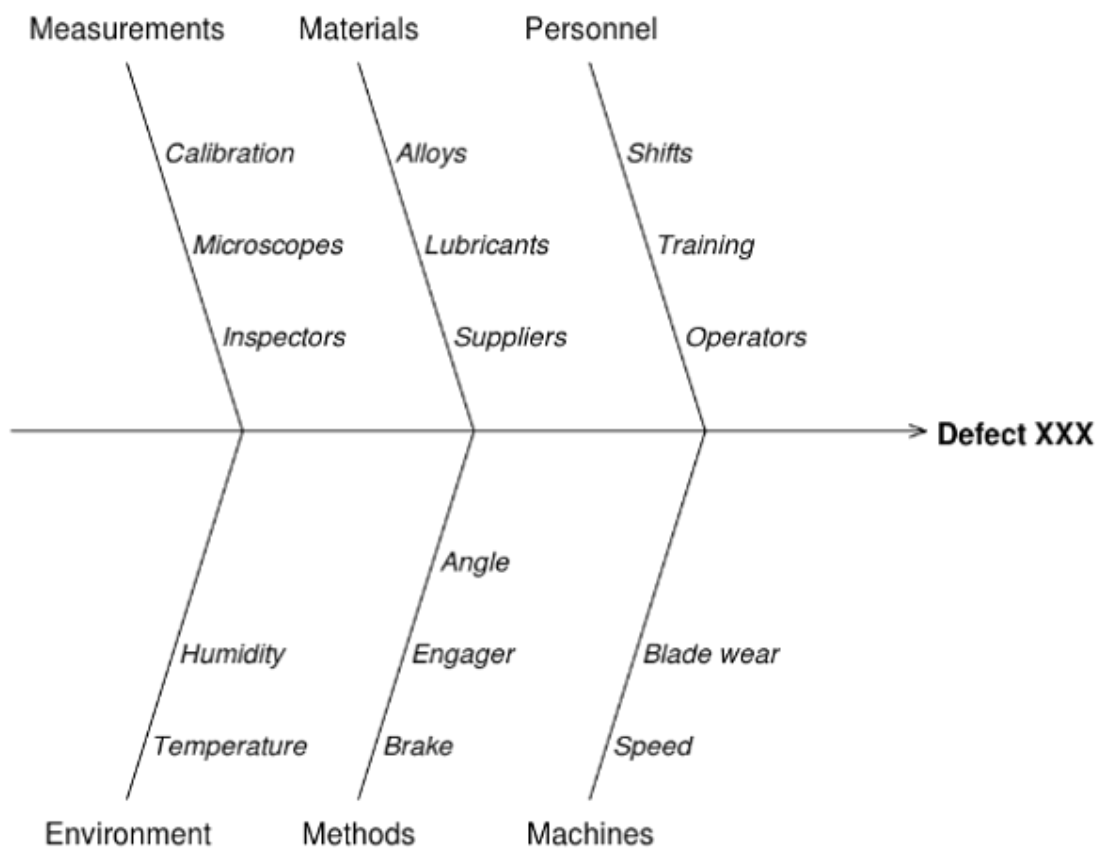 Measurements
Materials
Personnel
Calibration
Alloys
Shifts
Microscopes
Lubricants
Training
Inspectors
Suppliers
Operators
Defect XXX
Angle
Humidity
Engager
Blade wear
Temperature
Brake
Speed
Environment
Methods
Machines